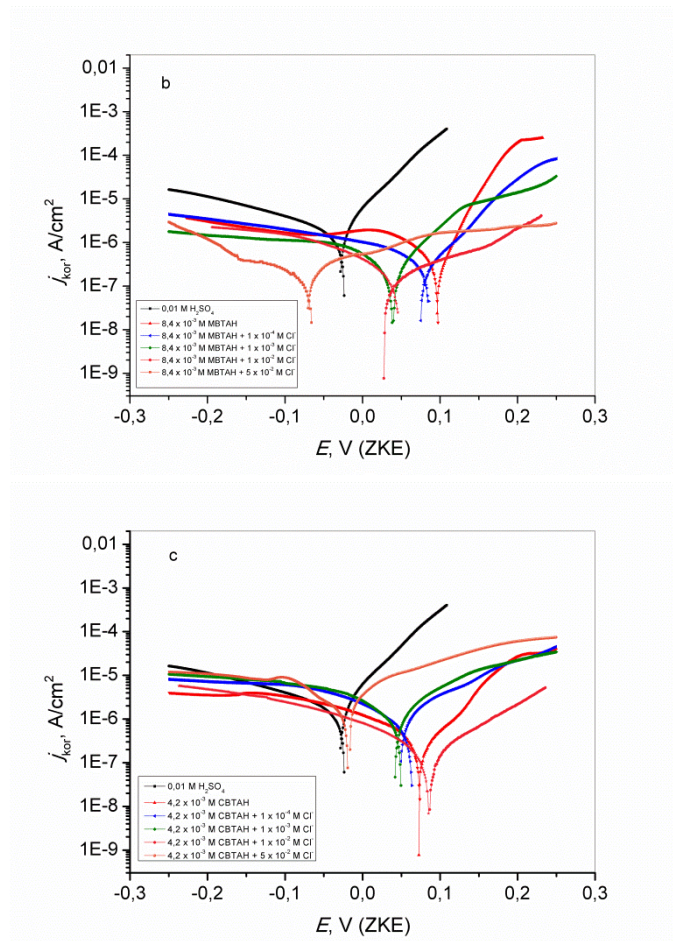 b
0,01
1E-3
1E-4
1E-5
1E-6
1E-7
1E-8
1E-9
j_kor, A/cm²
0,01 M H₂SO₄
8,4 x 10⁻³ M MBTAH
8,4 x 10⁻³ M MBTAH + 1 x 10⁻⁴ M Cl⁻
8,4 x 10⁻³ M MBTAH + 1 x 10⁻³ M Cl⁻
8,4 x 10⁻³ M MBTAH + 1 x 10⁻² M Cl⁻
8,4 x 10⁻³ M MBTAH + 5 x 10⁻² M Cl⁻
-0,3 -0,2 -0,1 0,0 0,1 0,2 0,3
E, V (ZKE)
c
0,01
1E-3
1E-4
1E-5
1E-6
1E-7
1E-8
1E-9
j_kor, A/cm²
0,01 M H₂SO₄
4,2 x 10⁻³ M CBTAH
4,2 x 10⁻³ M CBTAH + 1 x 10⁻⁴ M Cl⁻
4,2 x 10⁻³ M CBTAH + 1 x 10⁻³ M Cl⁻
4,2 x 10⁻³ M CBTAH + 1 x 10⁻² M Cl⁻
4,2 x 10⁻³ M CBTAH + 5 x 10⁻² M Cl⁻
-0,3 -0,2 -0,1 0,0 0,1 0,2 0,3
E, V (ZKE)